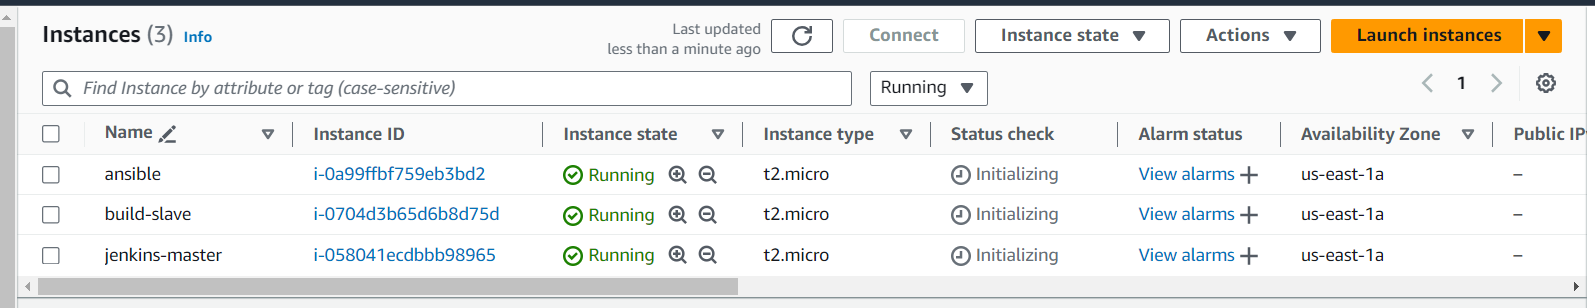 Instances (3) Info
Last updated
less than a minute ago
Connect
Instance state
Actions
Launch instances
Find Instance by attribute or tag (case-sensitive)
Running
1
Name Instance ID Instance state Instance type Status check Alarm status Availability Zone Public IP
ansible i-0a99ffbf759eb3bd2 Running t2.micro Initializing View alarms + us-east-1a –
build-slave i-0704d3b65d6b8d75d Running t2.micro Initializing View alarms + us-east-1a –
jenkins-master i-058041ecdbbb98965 Running t2.micro Initializing View alarms + us-east-1a –